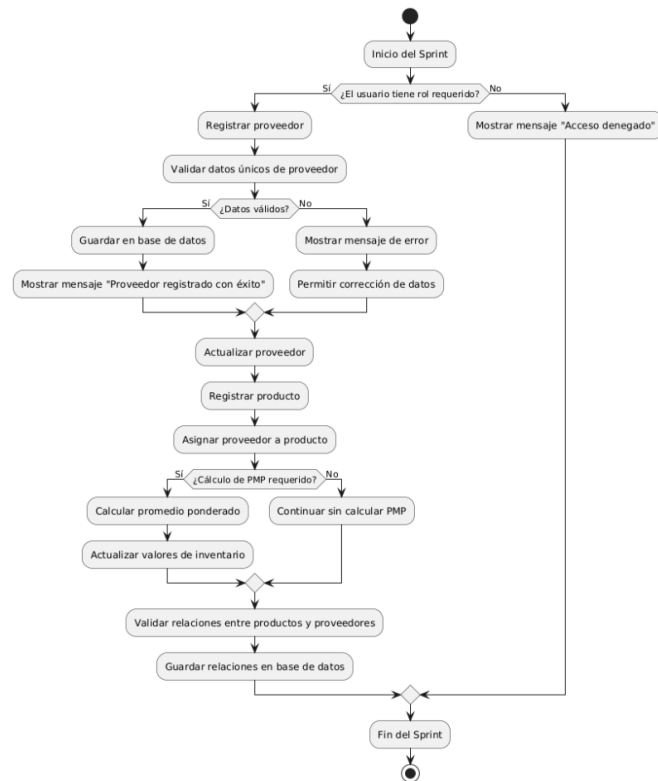 Inicio del Sprint
Sí
¿El usuario tiene rol requerido?
No
Registrar proveedor
Mostrar mensaje "Acceso denegado"
Validar datos únicos de proveedor
Sí
¿Datos válidos?
No
Guardar en base de datos
Mostrar mensaje de error
Mostrar mensaje "Proveedor registrado con éxito"
Permitir corrección de datos
Actualizar proveedor
Registrar producto
Asignar proveedor a producto
Sí
¿Cálculo de PMP requerido?
No
Calcular promedio ponderado
Continuar sin calcular PMP
Actualizar valores de inventario
Validar relaciones entre productos y proveedores
Guardar relaciones en base de datos
Fin del Sprint